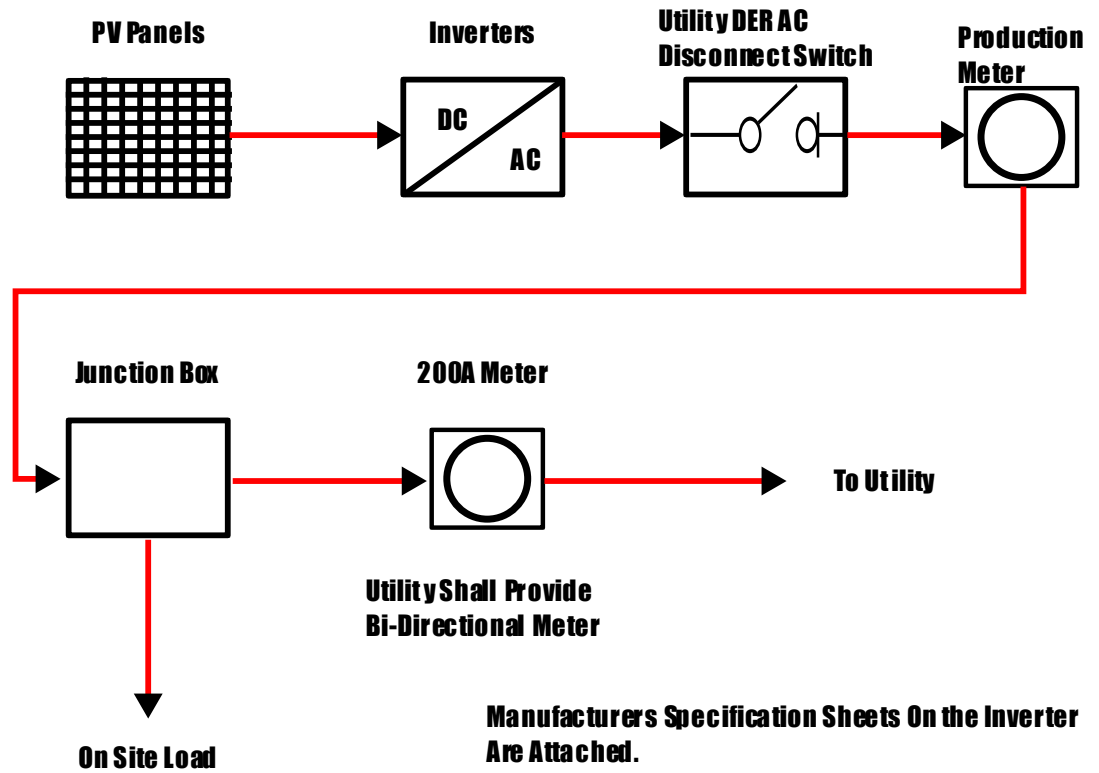 PV Panels
Inverters
Utility DER AC
Disconnect Switch
Production
Meter
DC
AC
Junction Box
200A Meter
To Utility
Utility Shall Provide
Bi-Directional Meter
On Site Load
Manufacturers Specification Sheets On the Inverter
Are Attached.